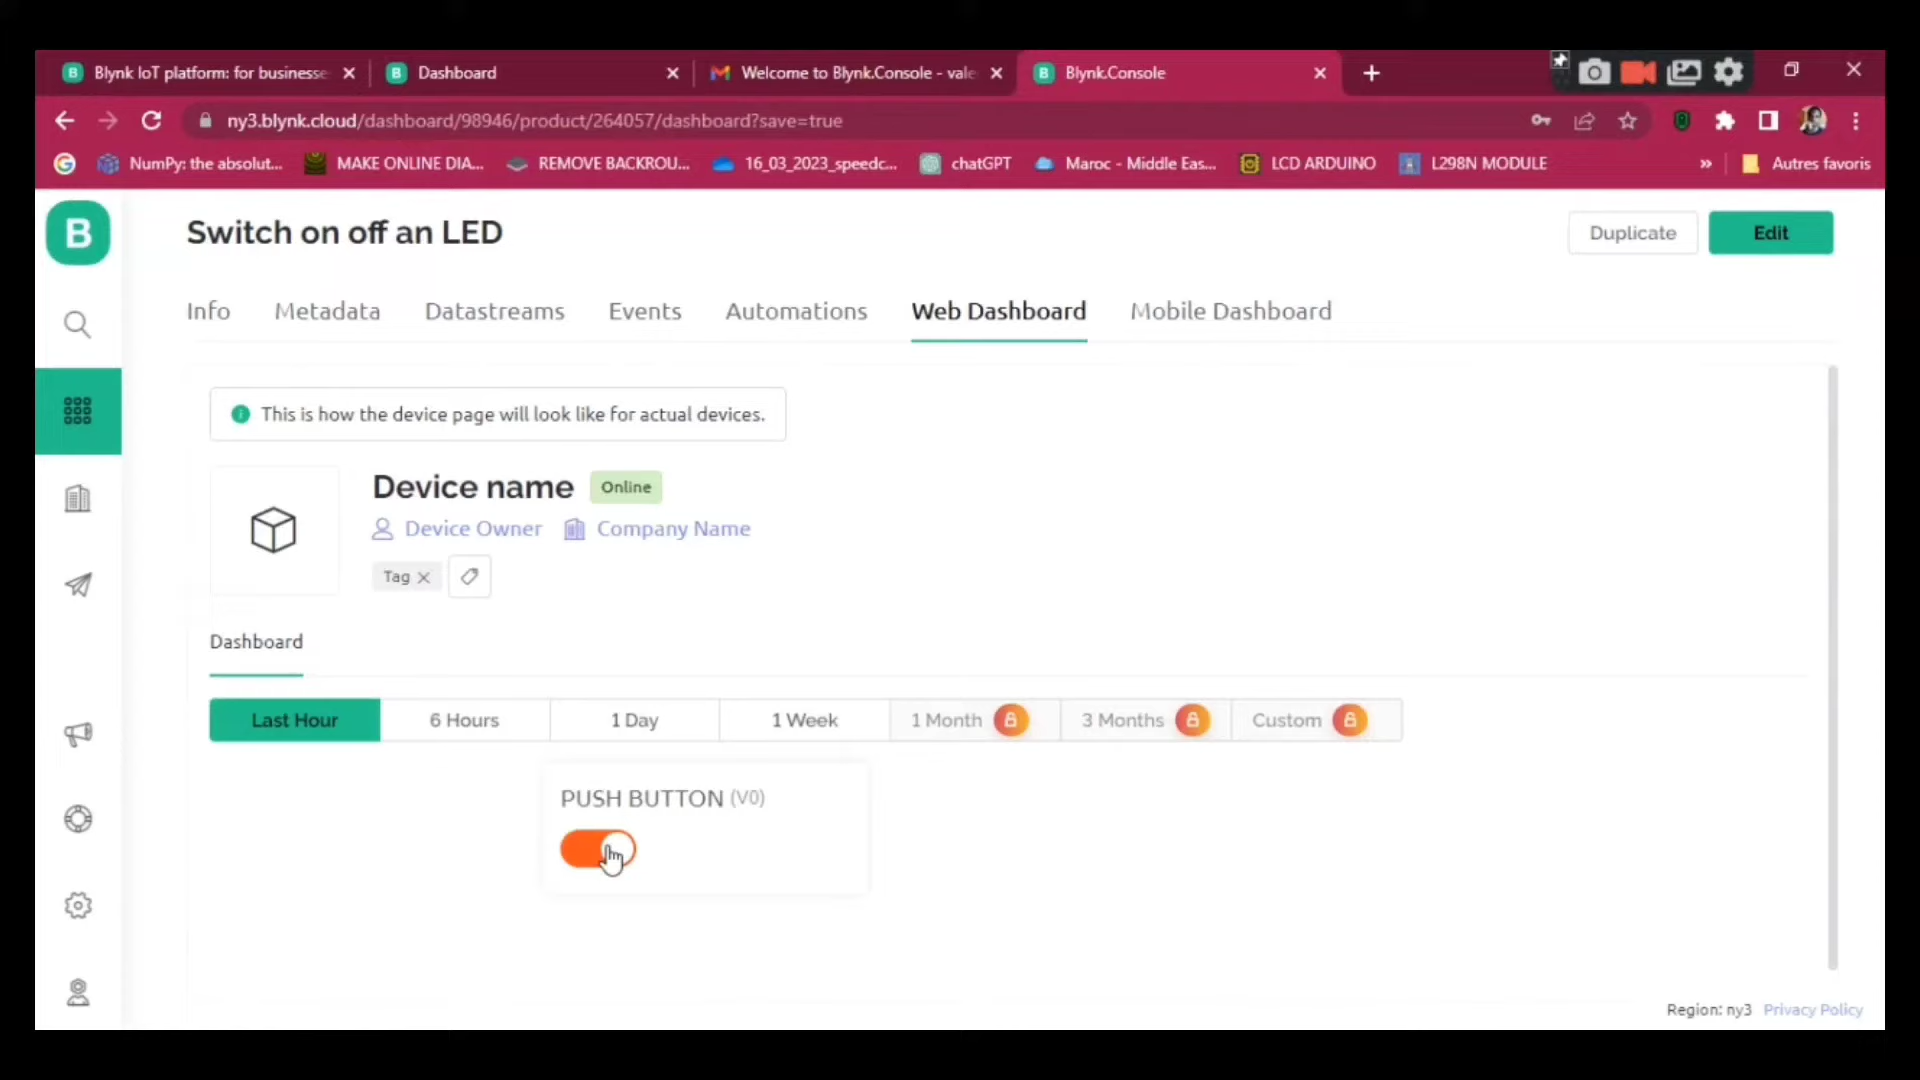 Blynk IoT platform: for businesse
Dashboard
Welcome to Blynk.Console - vale
Blynk.Console
ny3.blynk.cloud/dashboard/98946/product/264057/dashboard?save=true
NumPy: the absolut...
MAKE ONLINE DIA...
REMOVE BACKROU...
16_03_2023_speedc...
chatGPT
Maroc - Middle Eas...
LCD ARDUINO
L298N MODULE
»
Autres favoris
B
Switch on off an LED
Duplicate
Edit
Info
Metadata
Datastreams
Events
Automations
Web Dashboard
Mobile Dashboard
This is how the device page will look like for actual devices.
Device name
Online
Device Owner
Company Name
Tag
Dashboard
Last Hour
6 Hours
1 Day
1 Week
1 Month
3 Months
Custom
PUSH BUTTON (V0)
Region: ny3
Privacy Policy